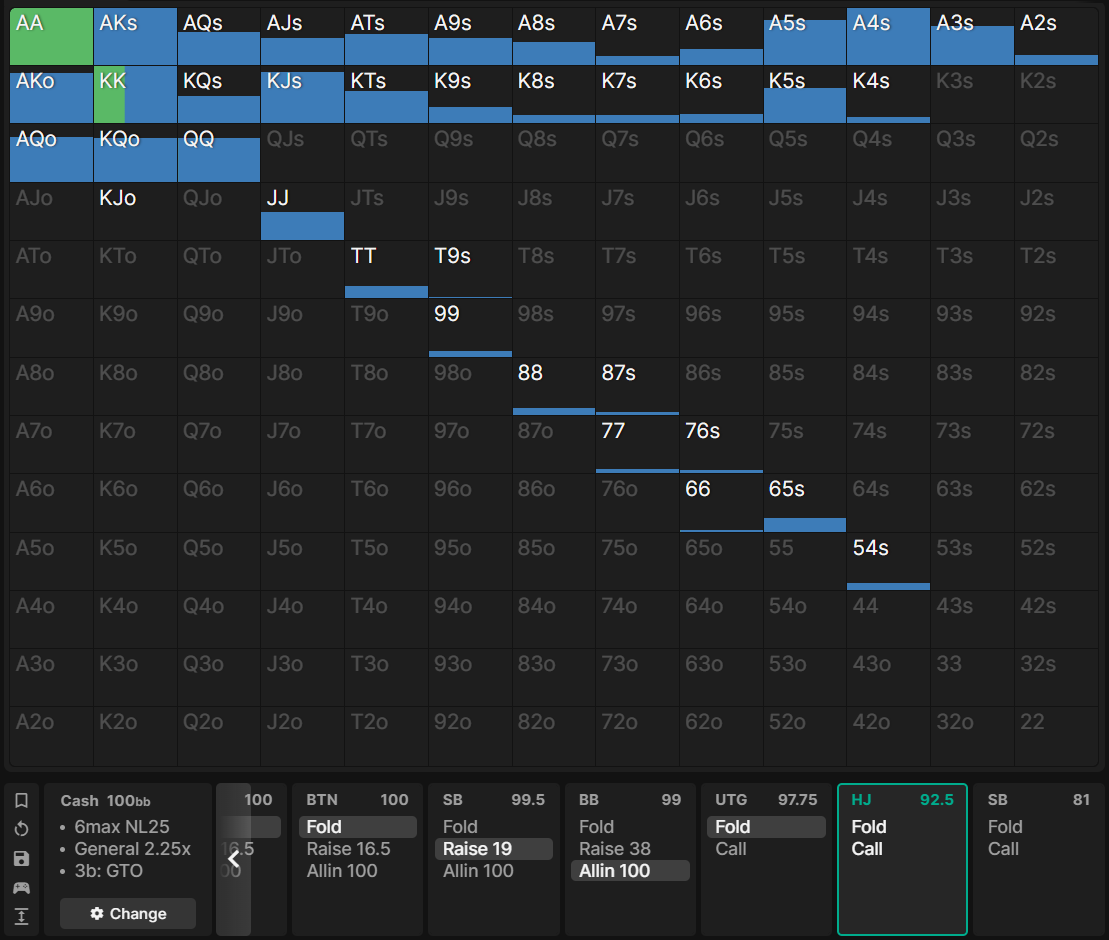 AA AKs AQs AJs ATs A9s A8s A7s A6s A5s A4s A3s A2s
AKo KK KQs KJs KTs K9s K8s K7s K6s K5s K4s K3s K2s
AQo KQo QQ QJs QTs Q9s Q8s Q7s Q6s Q5s Q4s Q3s Q2s
AJo KJo QJo JJ JTs J9s J8s J7s J6s J5s J4s J3s J2s
ATo KTo QTo JTo TT T9s T8s T7s T6s T5s T4s T3s T2s
A9o K9o Q9o J9o T9o 99 98s 97s 96s 95s 94s 93s 92s
A8o K8o Q8o J8o T8o 98o 88 87s 86s 85s 84s 83s 82s
A7o K7o Q7o J7o T7o 97o 87o 77 76s 75s 74s 73s 72s
A6o K6o Q6o J6o T6o 96o 86o 76o 66 65s 64s 63s 62s
A5o K5o Q5o J5o T5o 95o 85o 75o 65o 55 54s 53s 52s
A4o K4o Q4o J4o T4o 94o 84o 74o 64o 54o 44 43s 42s
A3o K3o Q3o J3o T3o 93o 83o 73o 63o 53o 43o 33 32s
A2o K2o Q2o J2o T2o 92o 82o 72o 62o 52o 42o 32o 22
Cash 100bb
• 6max NL25
• General 2.25x
• 3b: GTO
Change
100
16.5
00
BTN 100
Fold
Raise 16.5
Allin 100
SB 99.5
Fold
Raise 19
Allin 100
BB 99
Fold
Raise 38
Allin 100
UTG 97.75
Fold
Call
HJ 92.5
Fold
Call
SB 81
Fold
Call